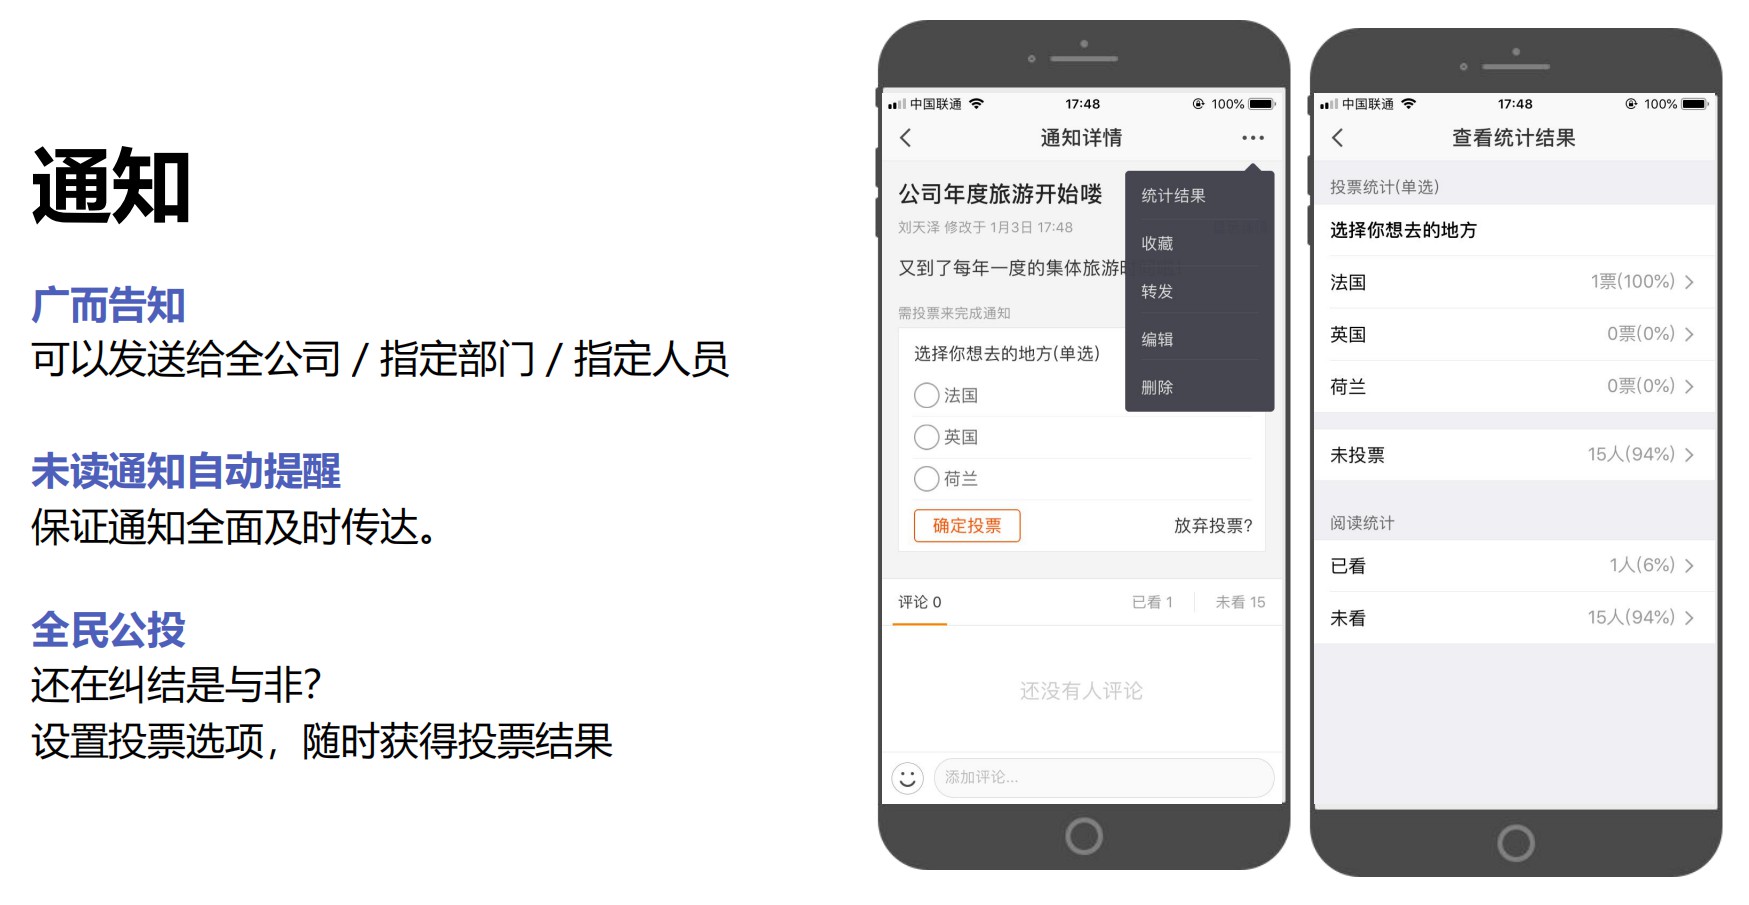 通知
广而告知
可以发送给全公司 / 指定部门 / 指定人员
未读通知自动提醒
保证通知全面及时传达。
全民公投
还在纠结是与非?
设置投票选项，随时获得投票结果
中国联通 17:48 100%
通知详情
公司年度旅游开始喽
刘天泽 修改于 1月3日 17:48
又到了每年一度的集体旅游
需投票来完成通知
选择你想去的地方(单选)
法国
英国
荷兰
确定投票 放弃投票?
统计结果
收藏
转发
编辑
删除
评论 0 已看 1 未看 15
还没有人评论
添加评论...
中国联通 17:48 100%
查看统计结果
投票统计(单选)
选择你想去的地方
法国 1票(100%)
英国 0票(0%)
荷兰 0票(0%)
未投票 15人(94%)
阅读统计
已看 1人(6%)
未看 15人(94%)